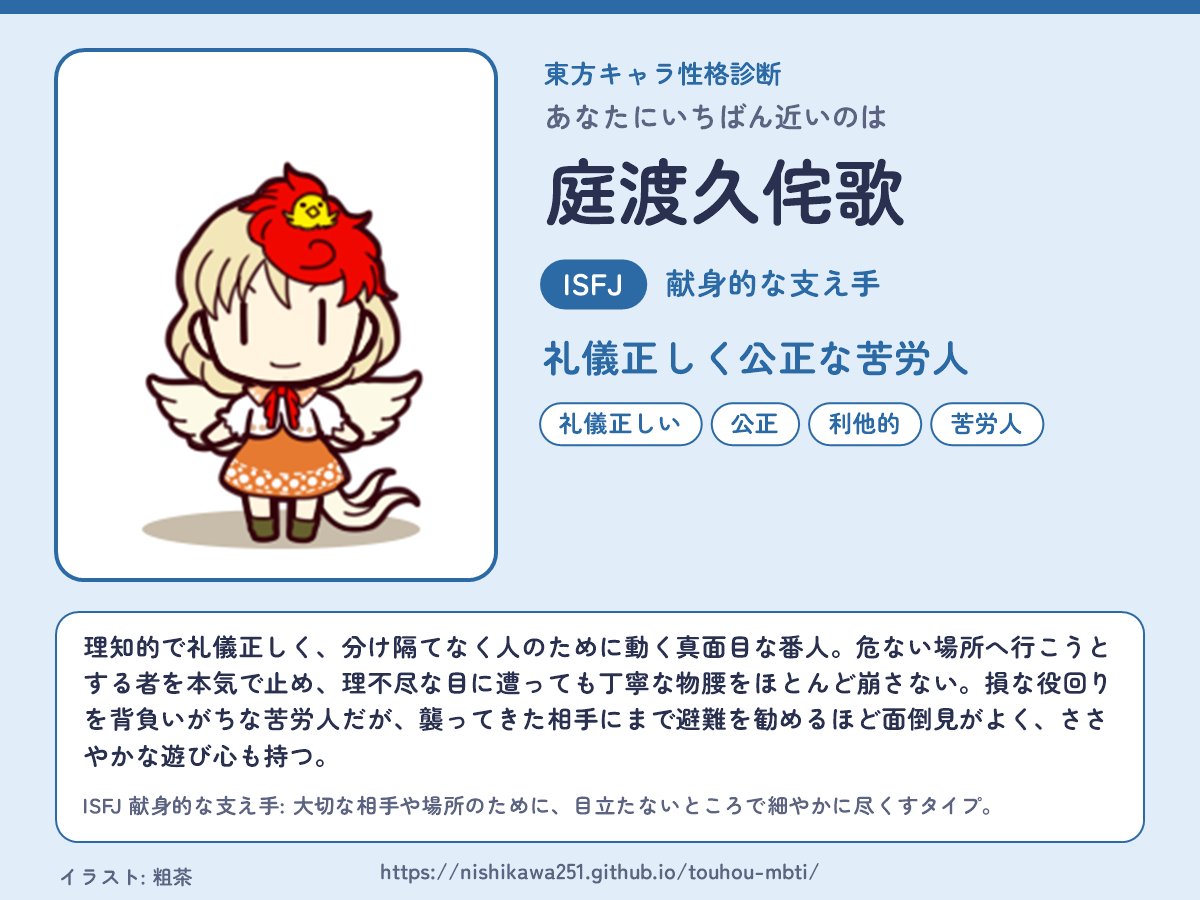 東方キャラ性格診断
あなたにいちばん近いのは
庭渡久侘歌
ISFJ 献身的な支え手
礼儀正しく公正な苦労人
礼儀正しい 公正 利他的 苦労人
理知的で礼儀正しく、分け隔てなく人のために動く真面目な番人。危ない場所へ行こうと
する者を本気で止め、理不尽な目に遭っても丁寧な物腰をほとんど崩さない。損な役回り
を背負いがちな苦労人だが、襲ってきた相手にまで避難を勧めるほど面倒見がよく、ささ
やかな遊び心も持つ。
ISFJ 献身的な支え手: 大切な相手や場所のために、目立たないところで細やかに尽くすタイプ。
イラスト: 粗茶
https://nishikawa251.github.io/touhou-mbti/